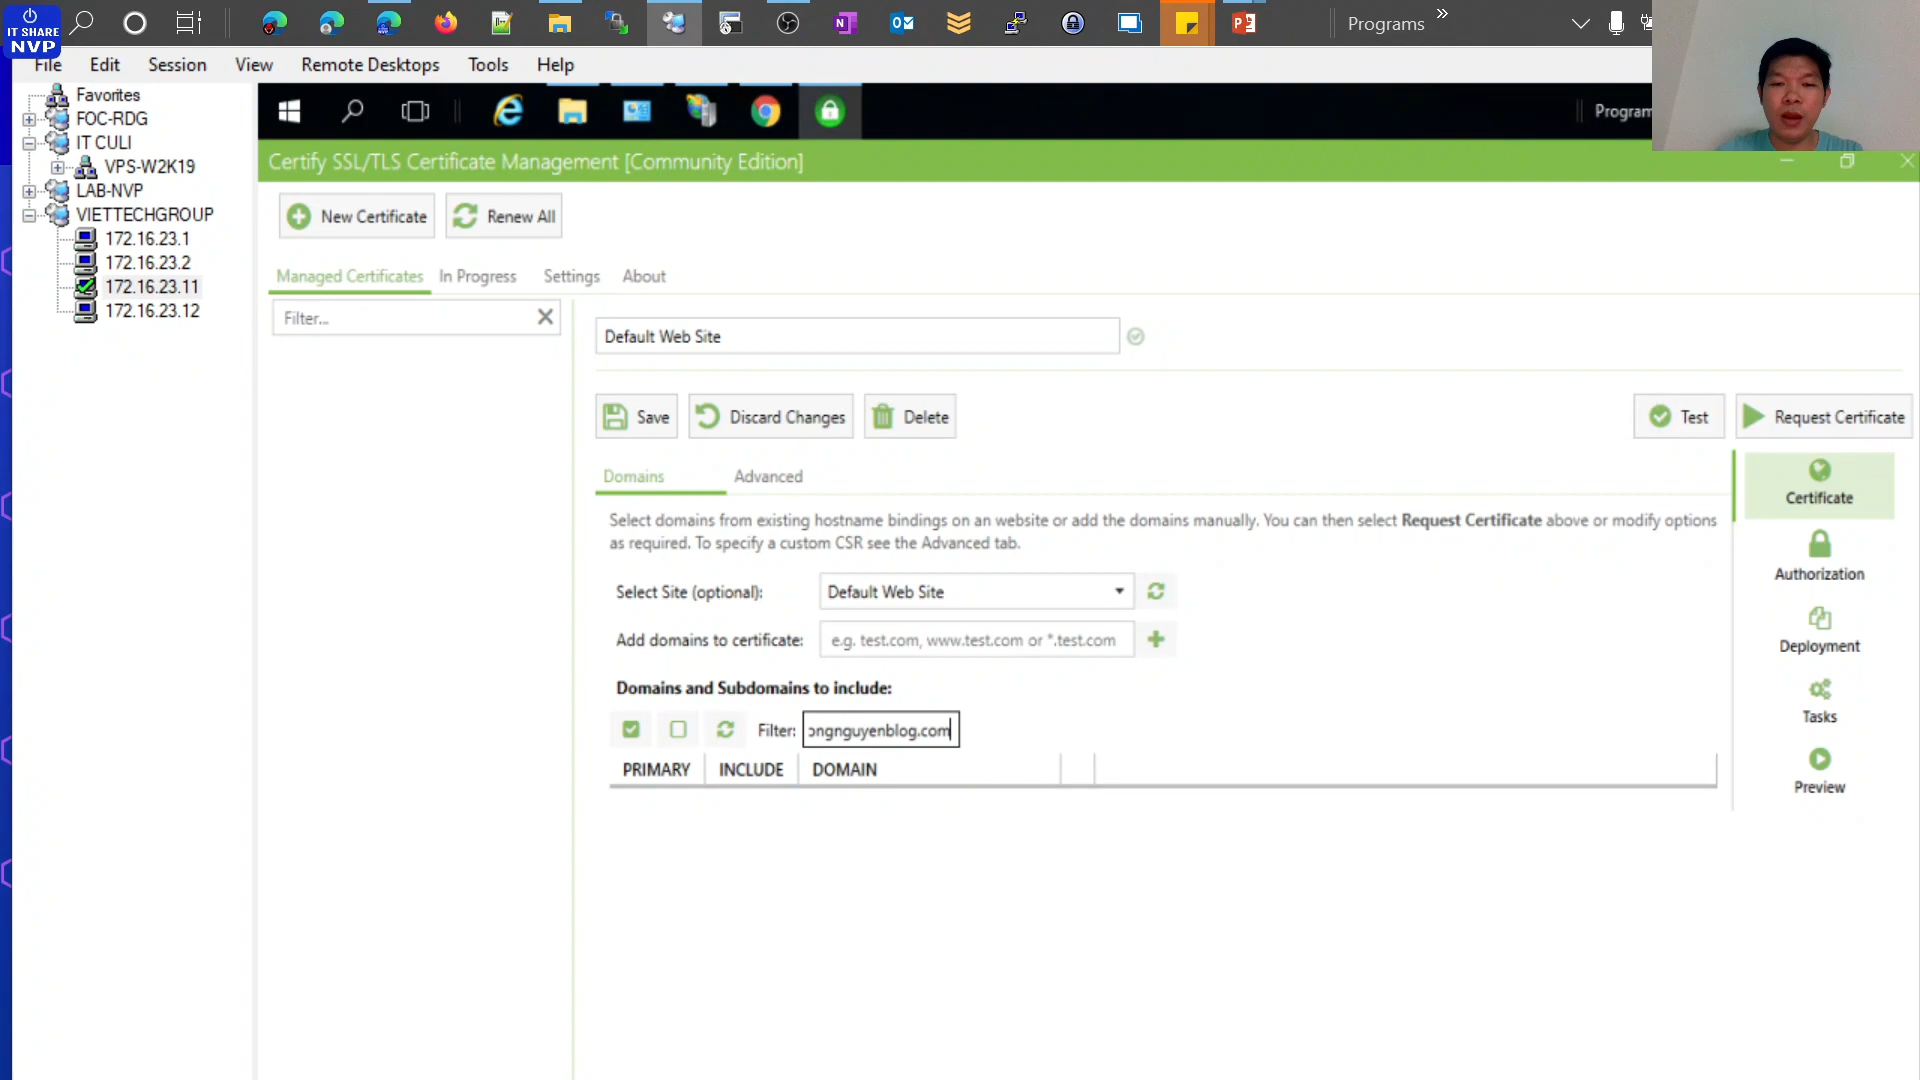 IT SHARE
NVP
Programs
File Edit Session View Remote Desktops Tools Help
Favorites
FOC-RDG
IT CULI
VPS-W2K19
LAB-NVP
VIETTECHGROUP
172.16.23.1
172.16.23.2
172.16.23.11
172.16.23.12
Certify SSL/TLS Certificate Management [Community Edition]
New Certificate Renew All
Managed Certificates In Progress Settings About
Filter...
Default Web Site
Save Discard Changes Delete Test Request Certificate
Domains Advanced
Select domains from existing hostname bindings on an website or add the domains manually. You can then select Request Certificate above or modify options
as required. To specify a custom CSR see the Advanced tab.
Select Site (optional): Default Web Site
Add domains to certificate: e.g. test.com, www.test.com or *.test.com
Domains and Subdomains to include:
Filter: ongnguyenblog.com
PRIMARY INCLUDE DOMAIN
Certificate
Authorization
Deployment
Tasks
Preview